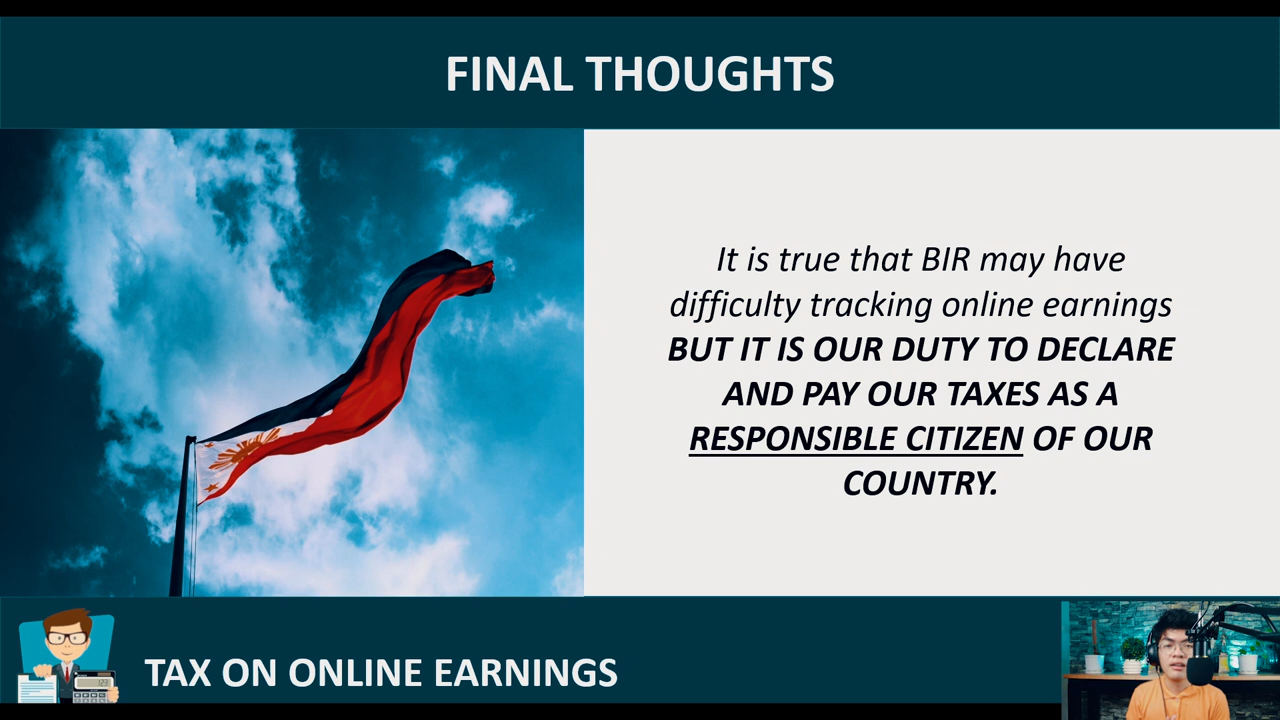 FINAL THOUGHTS
It is true that BIR may have
difficulty tracking online earnings
BUT IT IS OUR DUTY TO DECLARE
AND PAY OUR TAXES AS A
RESPONSIBLE CITIZEN OF OUR
COUNTRY.
TAX ON ONLINE EARNINGS